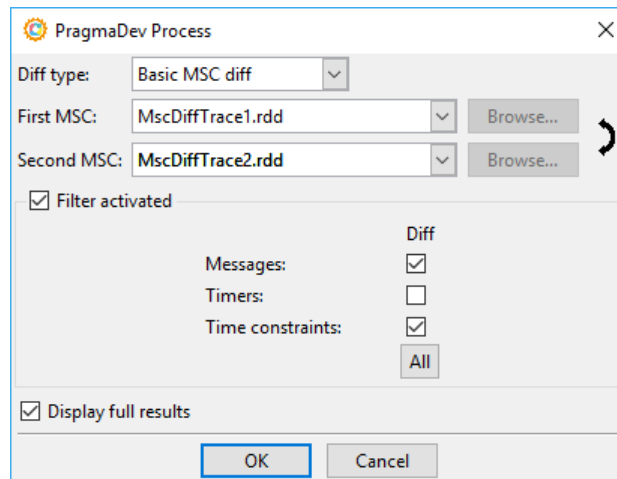 PragmaDev Process
Diff type: Basic MSC diff
First MSC: MscDiffTrace1.rdd Browse...
Second MSC: MscDiffTrace2.rdd Browse...
Filter activated
Diff
Messages:
Timers:
Time constraints:
All
Display full results
OK Cancel